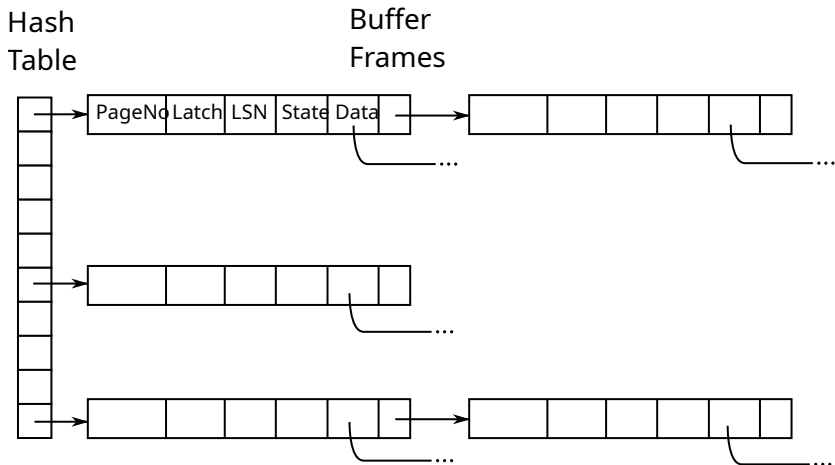 Hash
Table
Buffer
Frames
PageNo Latch LSN State Data
...
...
...
...
...